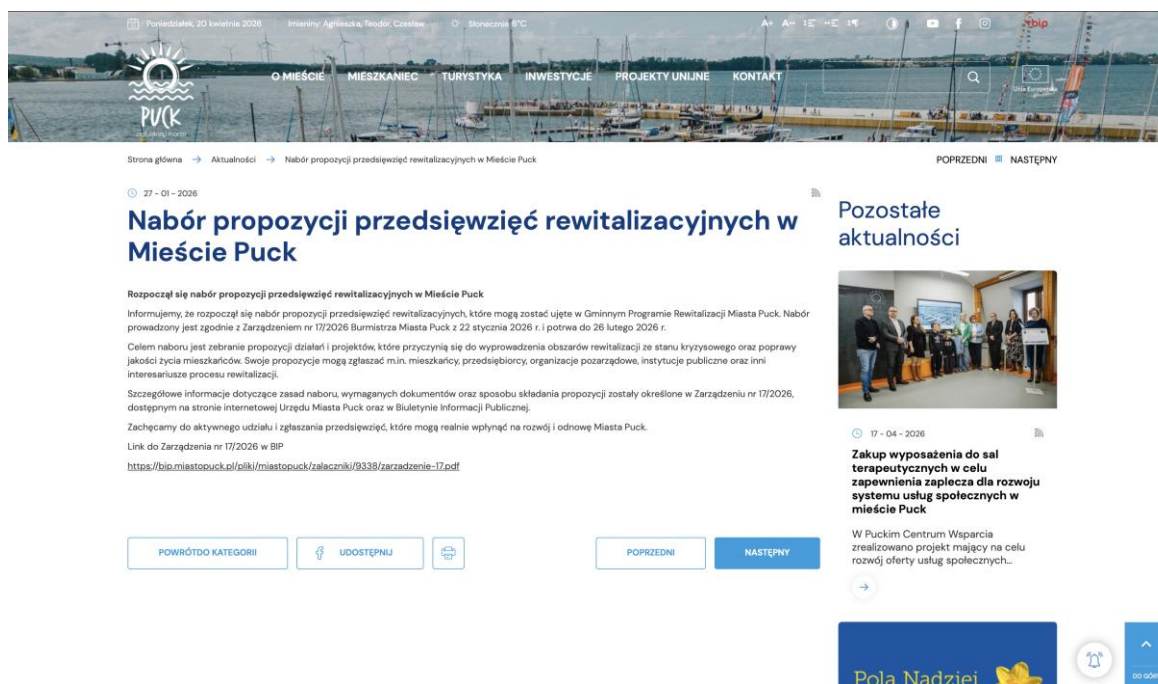 Poniedziałek, 20 kwietnia 2026 Imieniny: Agnieszka, Teodor, Czesław Słonecznie 6°C A+ A++ bip
O MIEŚCIE MIESZKANIEC TURYSTYKA INWESTYCJE PROJEKTY UNIJNE KONTAKT
Unia Europejska
PUCK
Strona główna → Aktualności → Nabór propozycji przedsięwzięć rewitalizacyjnych w Mieście Puck
POPRZEDNI NASTĘPNY
27 - 01 - 2026
Nabór propozycji przedsięwzięć rewitalizacyjnych w
Mieście Puck
Rozpoczął się nabór propozycji przedsięwzięć rewitalizacyjnych w Mieście Puck
Informujemy, że rozpoczął się nabór propozycji przedsięwzięć rewitalizacyjnych, które mogą zostać ujęte w Gminnym Programie Rewitalizacji Miasta Puck. Nabór
prowadzony jest zgodnie z Zarządzeniem nr 17/2026 Burmistrza Miasta Puck z 22 stycznia 2026 r. i potrwa do 26 lutego 2026 r.
Celem naboru jest zebranie propozycji działań i projektów, które przyczynią się do wyprowadzenia obszarów rewitalizacji ze stanu kryzysowego oraz poprawy
jakości życia mieszkańców. Swoje propozycje mogą zgłaszać m.in. mieszkańcy, przedsiębiorcy, organizacje pozarządowe, instytucje publiczne oraz inni
interesariusze procesu rewitalizacji.
Szczegółowe informacje dotyczące zasad naboru, wymaganych dokumentów oraz sposobu składania propozycji zostały określone w Zarządzeniu nr 17/2026,
dostępnym na stronie internetowej Urzędu Miasta Puck oraz w Biuletynie Informacji Publicznej.
Zachęcamy do aktywnego udziału i zgłaszania przedsięwzięć, które mogą realnie wpłynąć na rozwój i odnowę Miasta Puck.
Link do Zarządzenia nr 17/2026 w BIP
https://bip.miastopuck.pl/pliki/miastopuck/zalaczniki/9338/zarzadzenie-17.pdf
POWRÓTDO KATEGORII UDOSTĘPNIJ POPRZEDNI NASTĘPNY
Pozostałe
aktualności
17 - 04 - 2026
Zakup wyposażenia do sal
terapeutycznych w celu
zapewnienia zaplecza dla rozwoju
systemu usług społecznych w
mieście Puck
W Puckim Centrum Wsparcia
zrealizowano projekt mający na celu
rozwój oferty usług społecznych...
Pola Nadziei
DO GÓRY